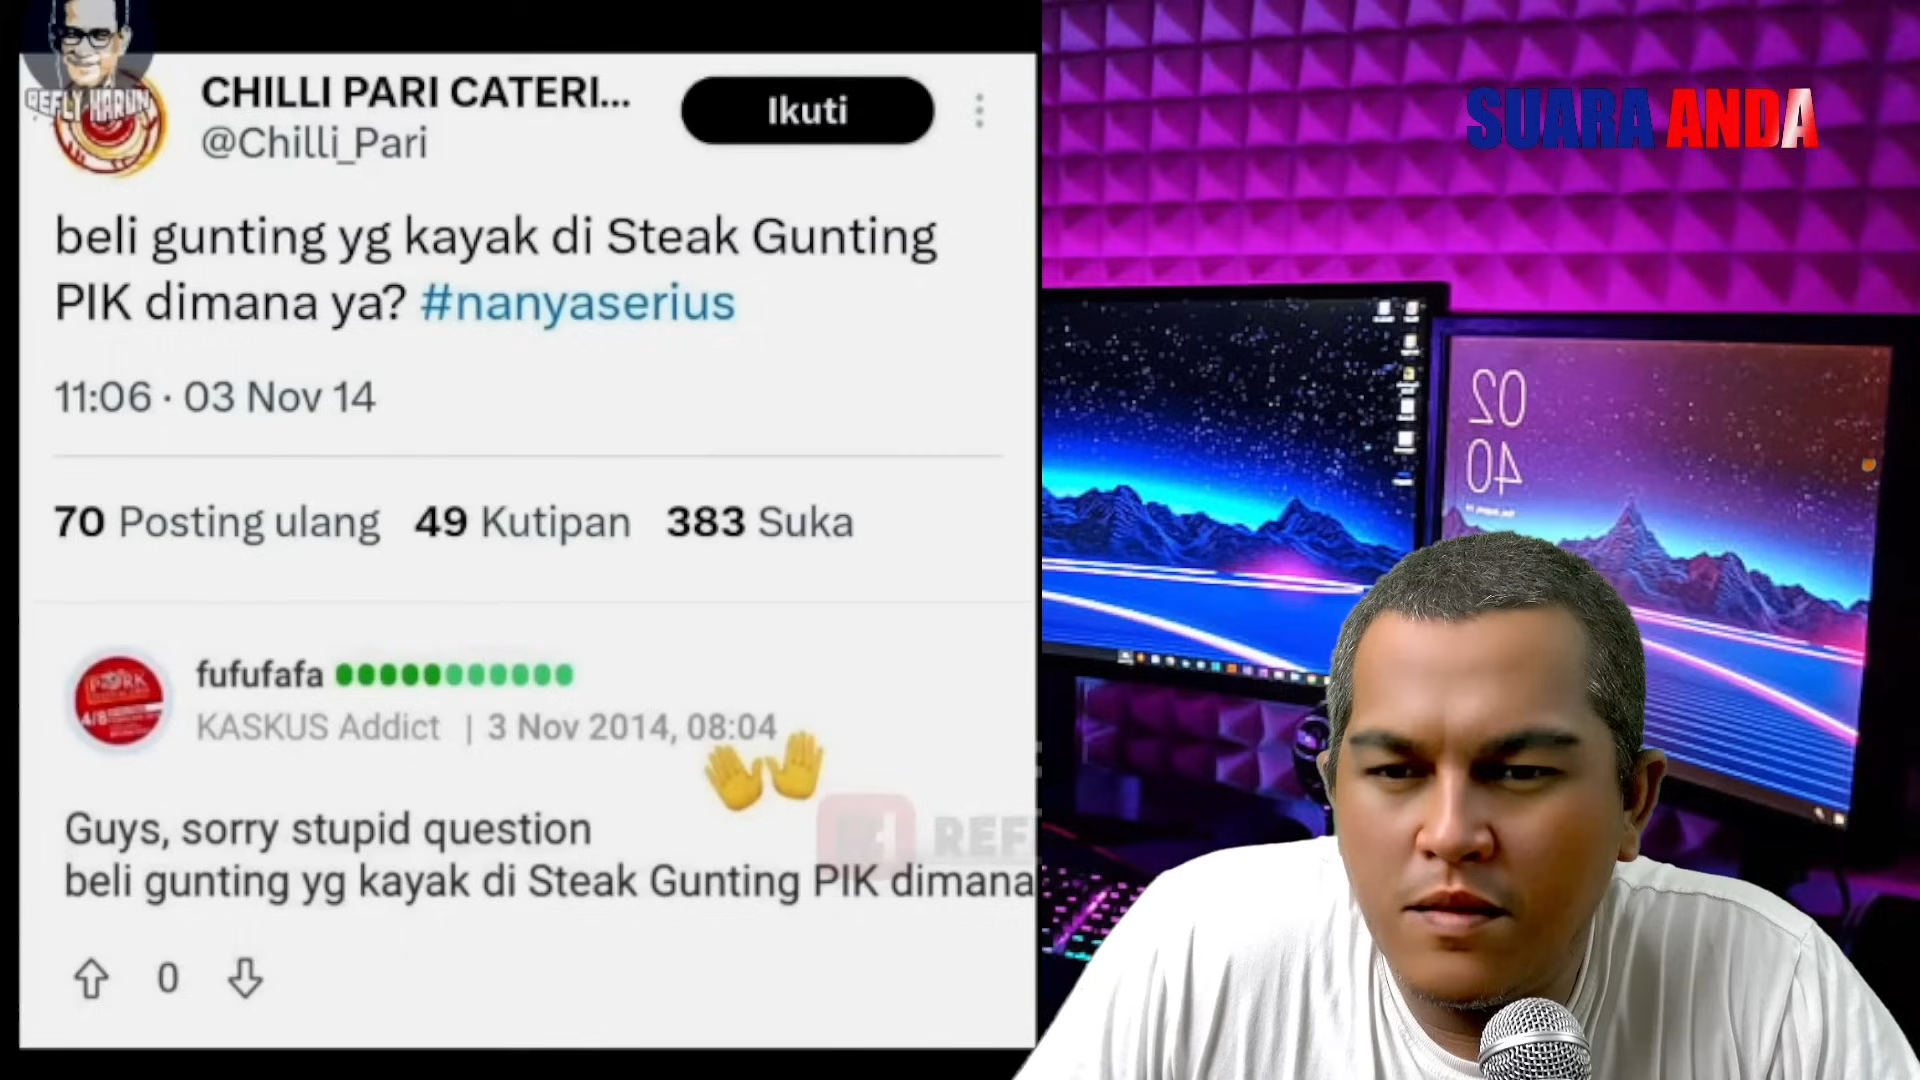 REFLY HARUN
CHILLI PARI CATERI...
@Chilli_Pari
Ikuti
beli gunting yg kayak di Steak Gunting
PIK dimana ya? #nanyaserius
11:06 · 03 Nov 14
70 Posting ulang 49 Kutipan 383 Suka
fufufafa
KASKUS Addict | 3 Nov 2014, 08:04
Guys, sorry stupid question
REF
beli gunting yg kayak di Steak Gunting PIK dimana
0
SUARA ANDA
02
40